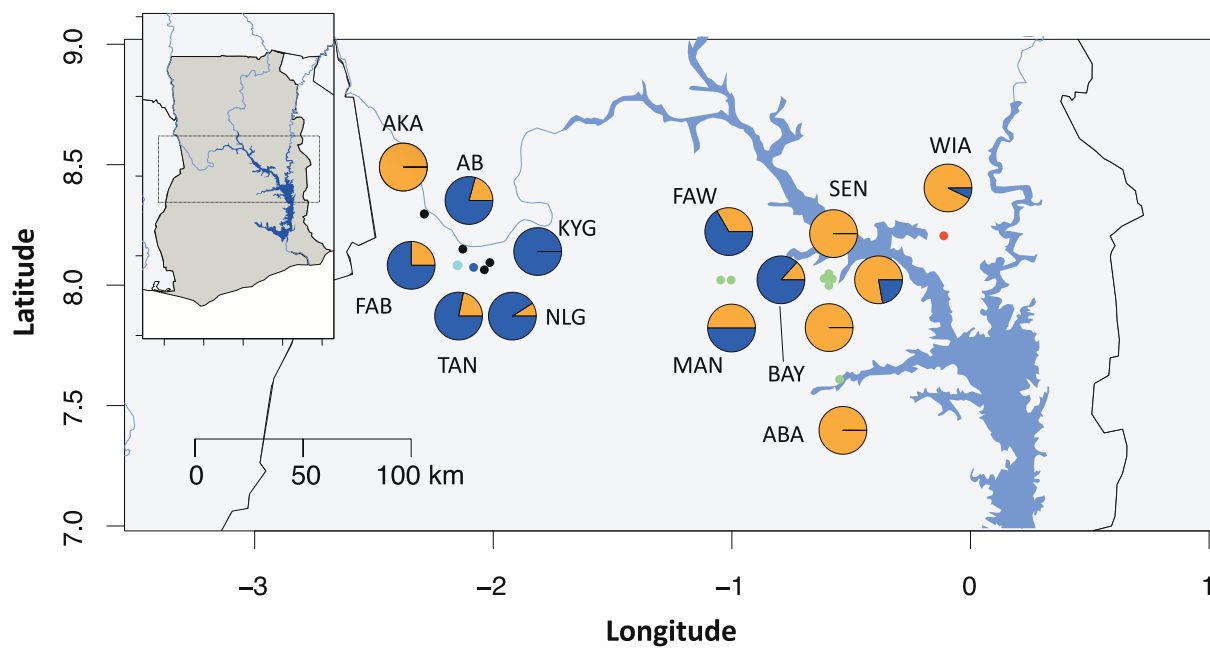 9.0
8.5
8.0
7.5
7.0
Latitude
AKA
AB
KYG
FAB
TAN
NLG
FAW
SEN
WIA
MAN
BAY
ABA
0 50 100 km
−3 −2 −1 0 1
Longitude